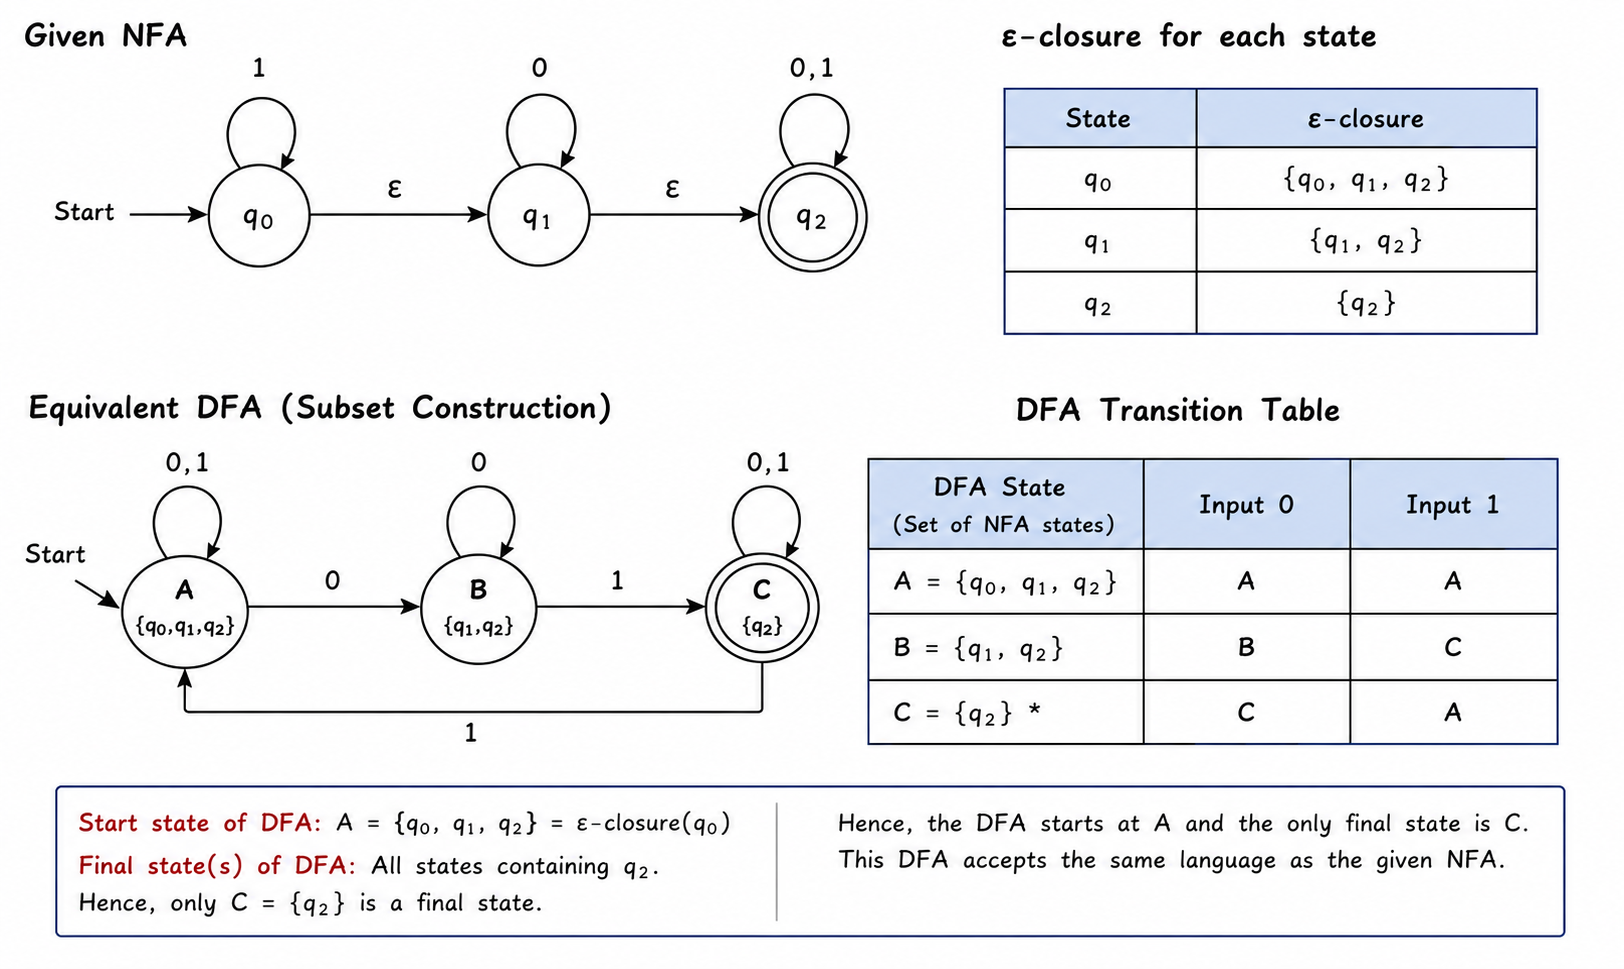 Given NFA
1
0
0,1
Start
q₀
ε
q₁
ε
q₂
ε-closure for each state
State
ε-closure
q₀
{q₀, q₁, q₂}
q₁
{q₁, q₂}
q₂
{q₂}
Equivalent DFA (Subset Construction)
0,1
0
0,1
Start
A
{q₀,q₁,q₂}
0
B
{q₁,q₂}
1
C
{q₂}
1
DFA Transition Table
DFA State
(Set of NFA states)
Input 0
Input 1
A = {q₀, q₁, q₂}
A
A
B = {q₁, q₂}
B
C
C = {q₂} *
C
A
Start state of DFA: A = {q₀, q₁, q₂} = ε-closure(q₀)
Final state(s) of DFA: All states containing q₂.
Hence, only C = {q₂} is a final state.
Hence, the DFA starts at A and the only final state is C.
This DFA accepts the same language as the given NFA.